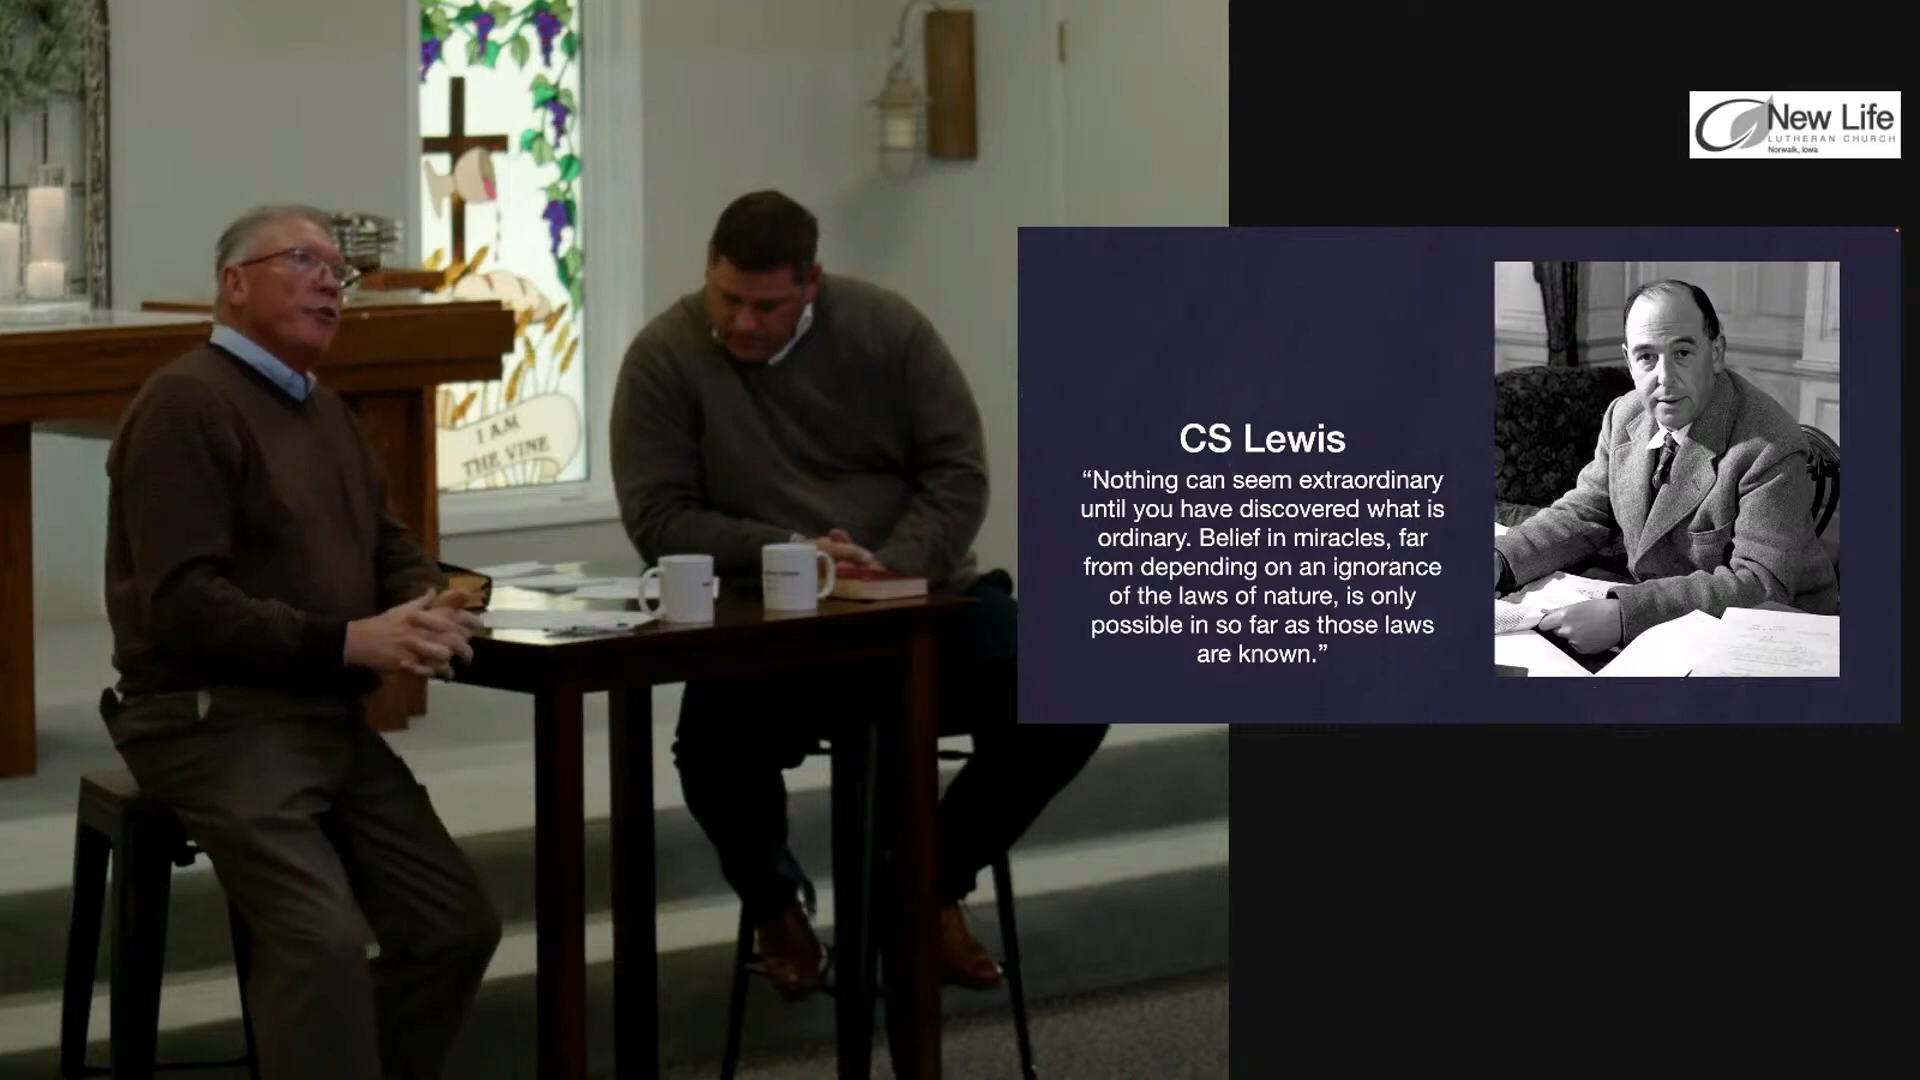 New Life
LUTHERAN CHURCH
Norwalk, Iowa
I AM
THE VINE
CS Lewis
“Nothing can seem extraordinary
until you have discovered what is
ordinary. Belief in miracles, far
from depending on an ignorance
of the laws of nature, is only
possible in so far as those laws
are known.”